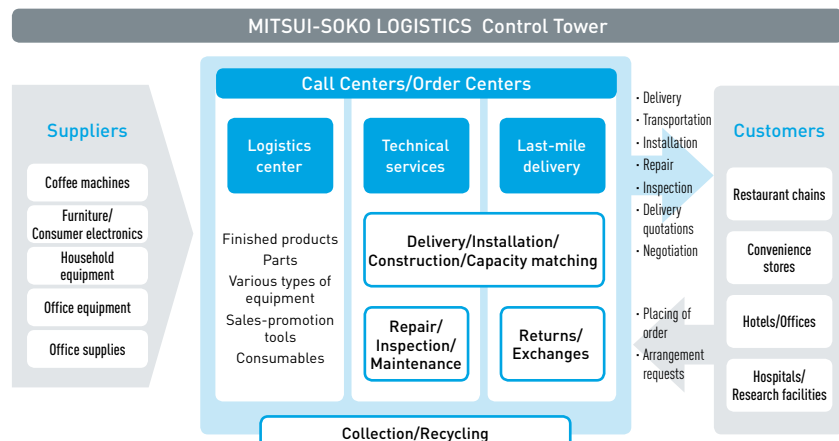 MITSUI-SOKO LOGISTICS Control Tower
Suppliers
Coffee machines
Furniture/
Consumer electronics
Household
equipment
Office equipment
Office supplies
Call Centers/Order Centers
Logistics
center
Finished products
Parts
Various types of
equipment
Sales-promotion
tools
Consumables
Technical
services
Last-mile
delivery
Delivery/Installation/
Construction/Capacity matching
Repair/
Inspection/
Maintenance
Returns/
Exchanges
Collection/Recycling
・Delivery
・Transportation
・Installation
・Repair
・Inspection
・Delivery
quotations
・Negotiation
・Placing of
order
・Arrangement
requests
Customers
Restaurant chains
Convenience
stores
Hotels/Offices
Hospitals/
Research facilities